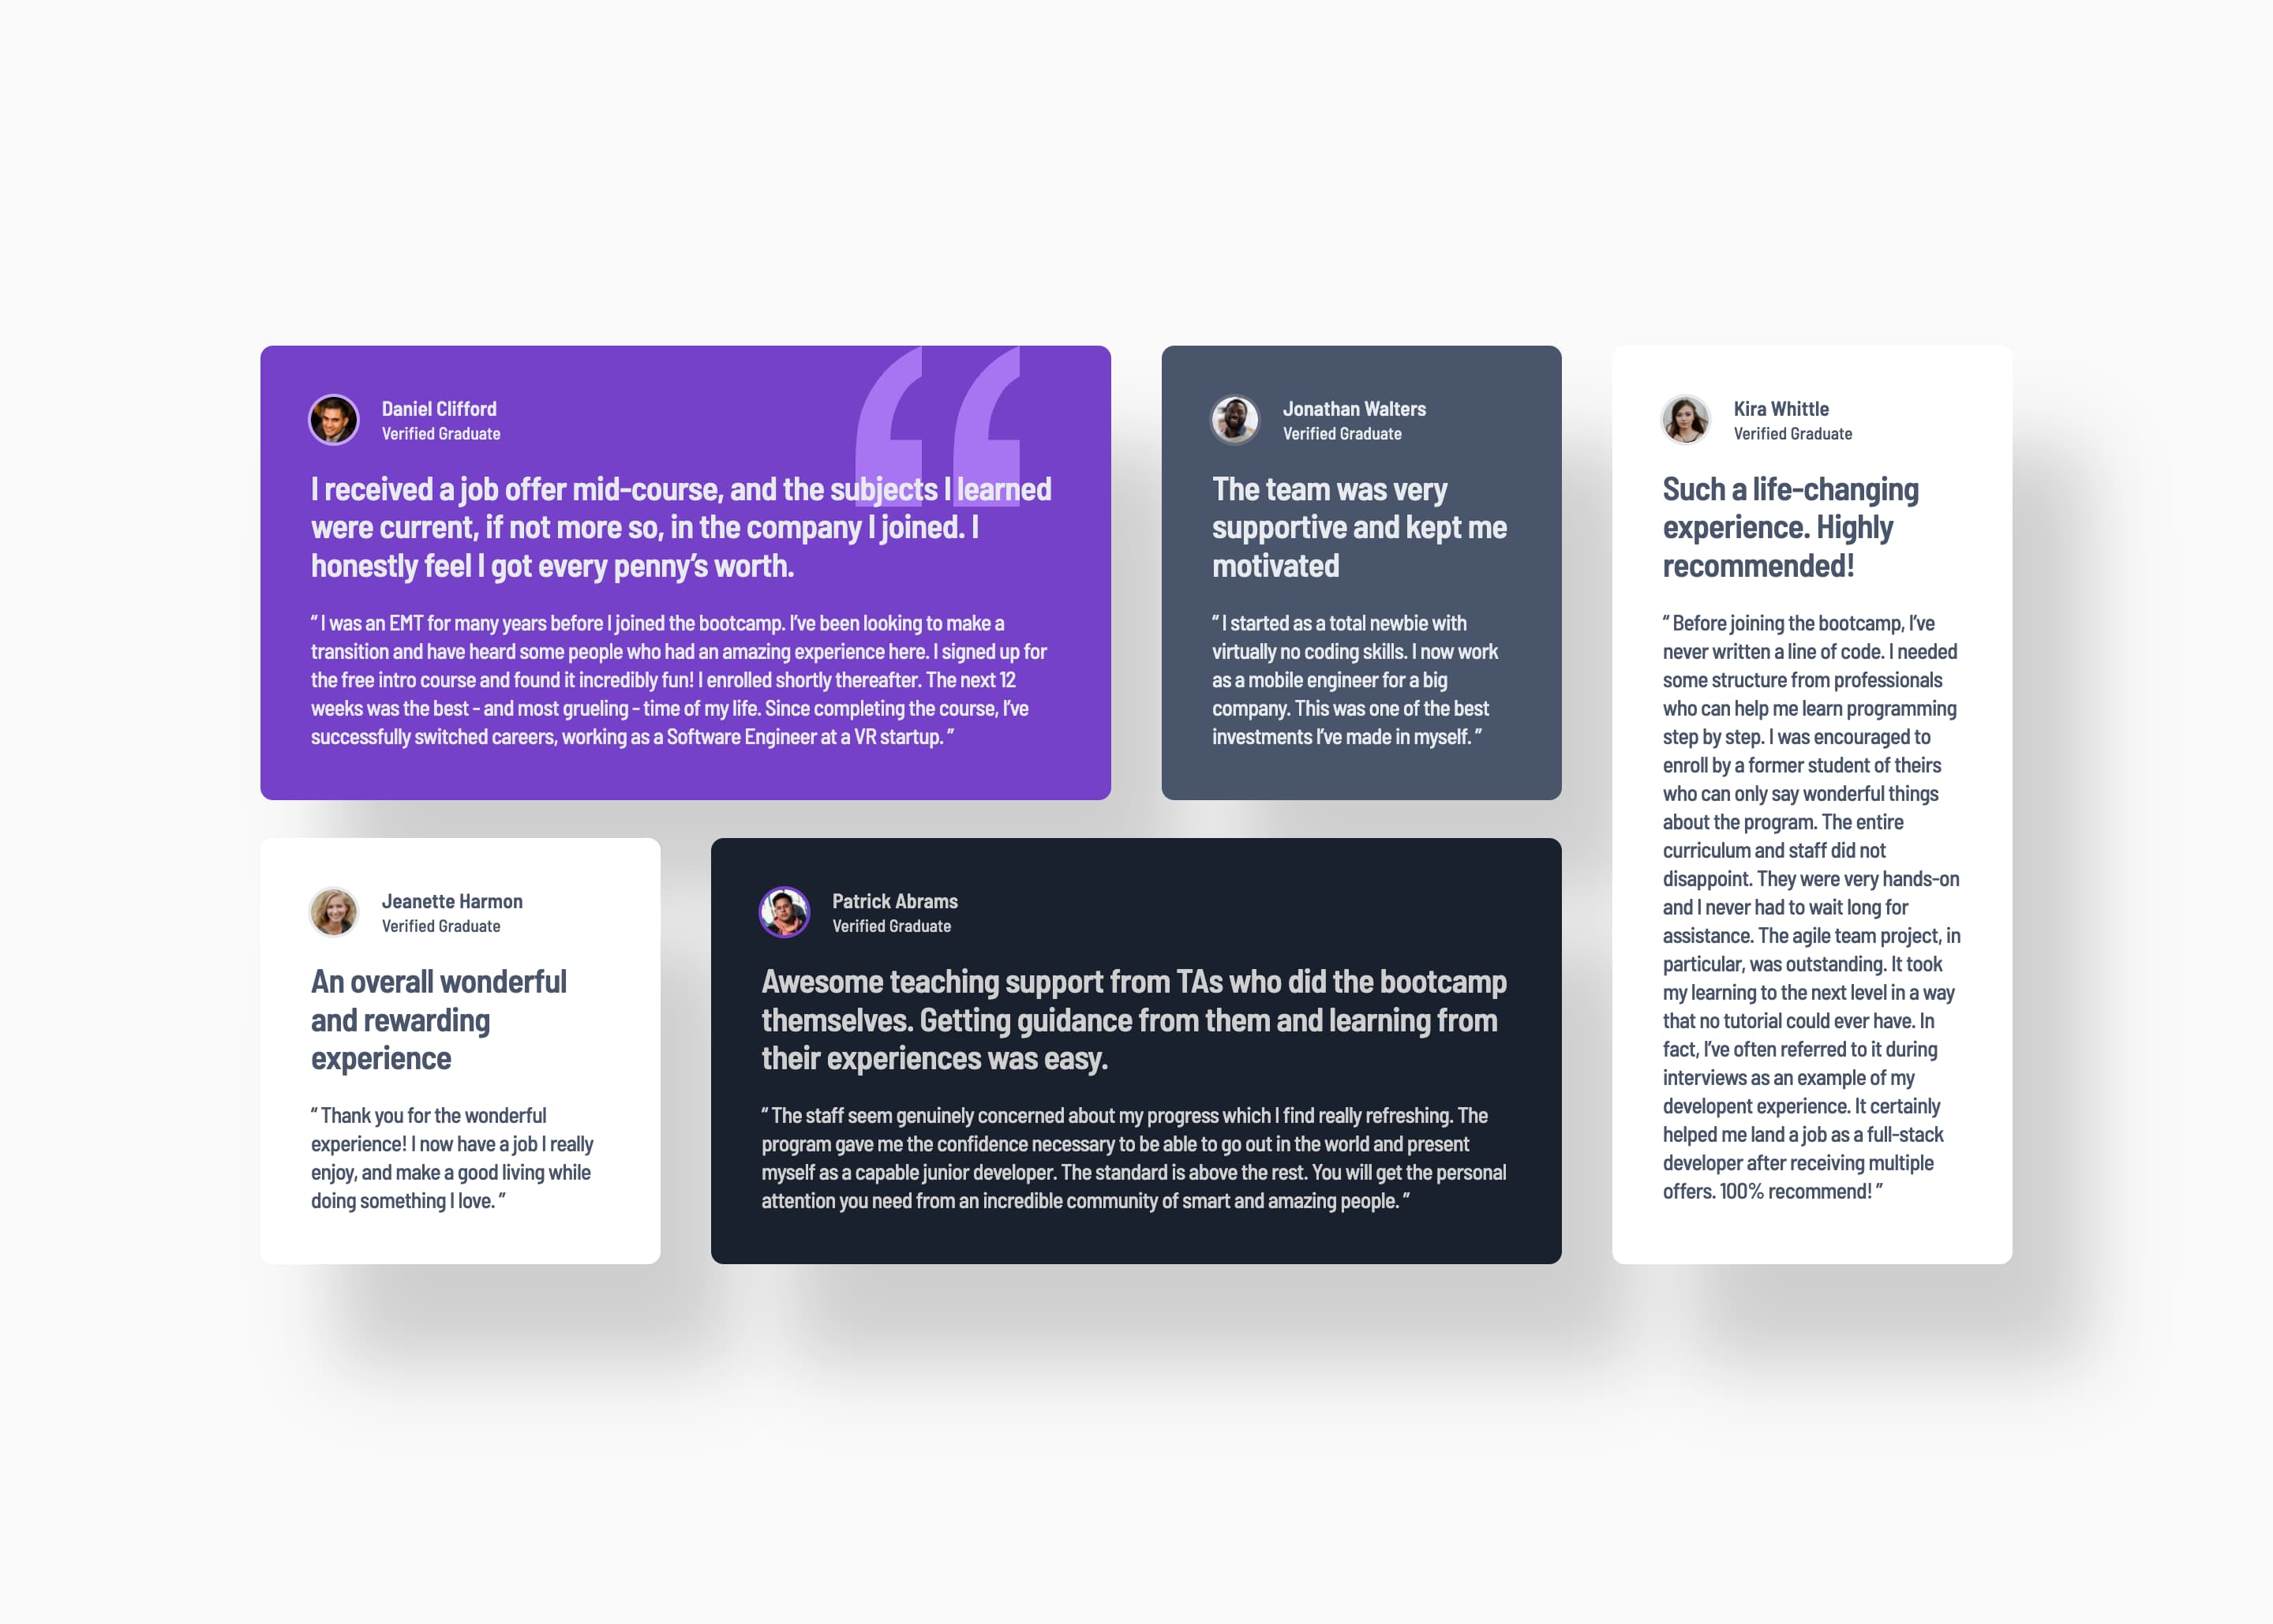 Daniel Clifford
Verified Graduate
I received a job offer mid-course, and the subjects I learned
were current, if not more so, in the company I joined. I
honestly feel I got every penny’s worth.
“ I was an EMT for many years before I joined the bootcamp. I’ve been looking to make a
transition and have heard some people who had an amazing experience here. I signed up for
the free intro course and found it incredibly fun! I enrolled shortly thereafter. The next 12
weeks was the best - and most grueling - time of my life. Since completing the course, I’ve
successfully switched careers, working as a Software Engineer at a VR startup. ”
Jonathan Walters
Verified Graduate
The team was very
supportive and kept me
motivated
“ I started as a total newbie with
virtually no coding skills. I now work
as a mobile engineer for a big
company. This was one of the best
investments I’ve made in myself. ”
Kira Whittle
Verified Graduate
Such a life-changing
experience. Highly
recommended!
“ Before joining the bootcamp, I’ve
never written a line of code. I needed
some structure from professionals
who can help me learn programming
step by step. I was encouraged to
enroll by a former student of theirs
who can only say wonderful things
about the program. The entire
curriculum and staff did not
disappoint. They were very hands-on
and I never had to wait long for
assistance. The agile team project, in
particular, was outstanding. It took
my learning to the next level in a way
that no tutorial could ever have. In
fact, I’ve often referred to it during
interviews as an example of my
developent experience. It certainly
helped me land a job as a full-stack
developer after receiving multiple
offers. 100% recommend! ”
Jeanette Harmon
Verified Graduate
An overall wonderful
and rewarding
experience
“ Thank you for the wonderful
experience! I now have a job I really
enjoy, and make a good living while
doing something I love. ”
Patrick Abrams
Verified Graduate
Awesome teaching support from TAs who did the bootcamp
themselves. Getting guidance from them and learning from
their experiences was easy.
“ The staff seem genuinely concerned about my progress which I find really refreshing. The
program gave me the confidence necessary to be able to go out in the world and present
myself as a capable junior developer. The standard is above the rest. You will get the personal
attention you need from an incredible community of smart and amazing people. ”